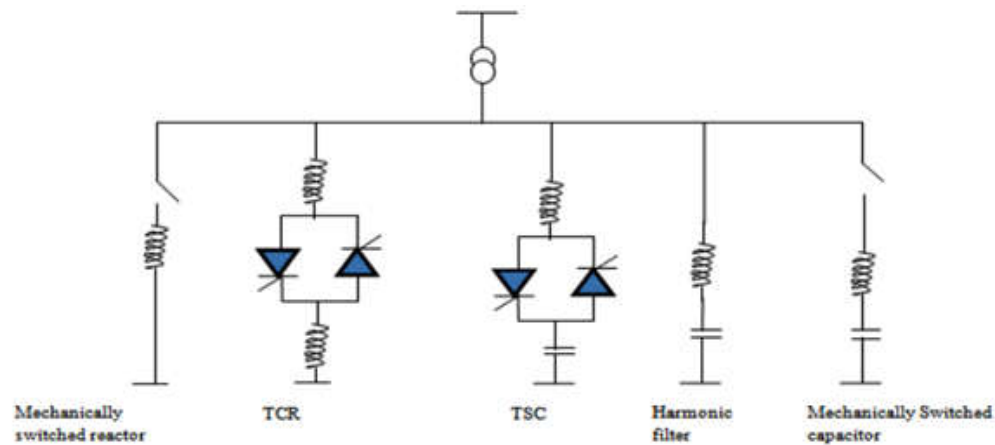 Mechanically
switched reactor
TCR
TSC
Harmonic
filter
Mechanically Switched
capacitor